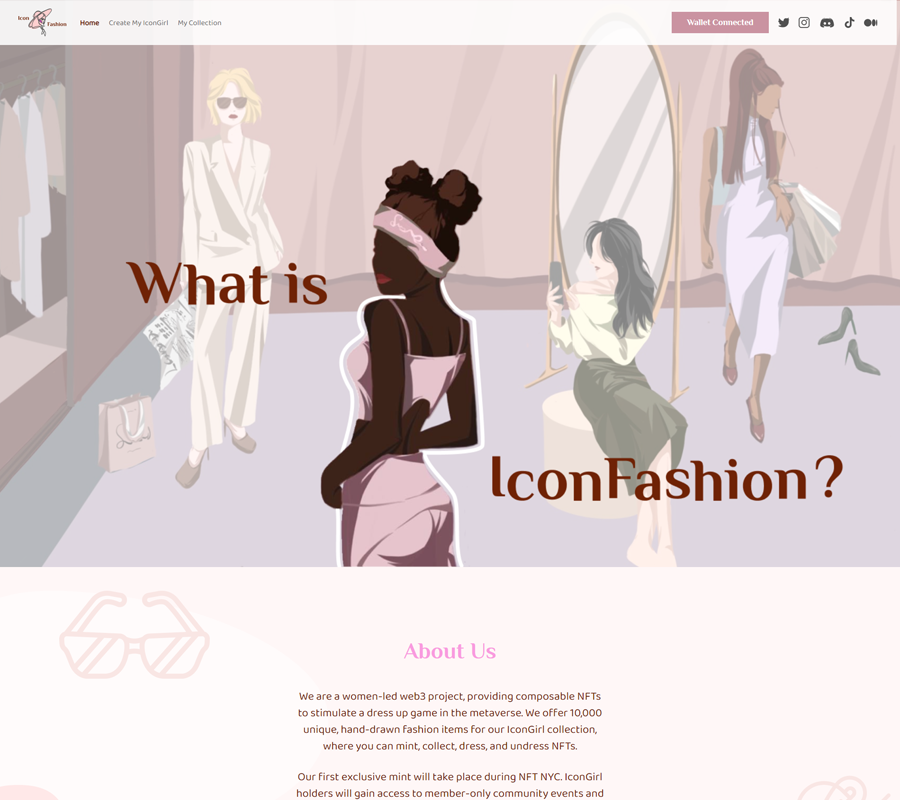 Icon
Fashion
Home Create My IconGirl My Collection
Wallet Connected
What is
IconFashion?
About Us
We are a women-led web3 project, providing composable NFTs
to stimulate a dress up game in the metaverse. We offer 10,000
unique, hand-drawn fashion items for our IconGirl collection,
where you can mint, collect, dress, and undress NFTs.
Our first exclusive mint will take place during NFT NYC. IconGirl
holders will gain access to member-only community events and